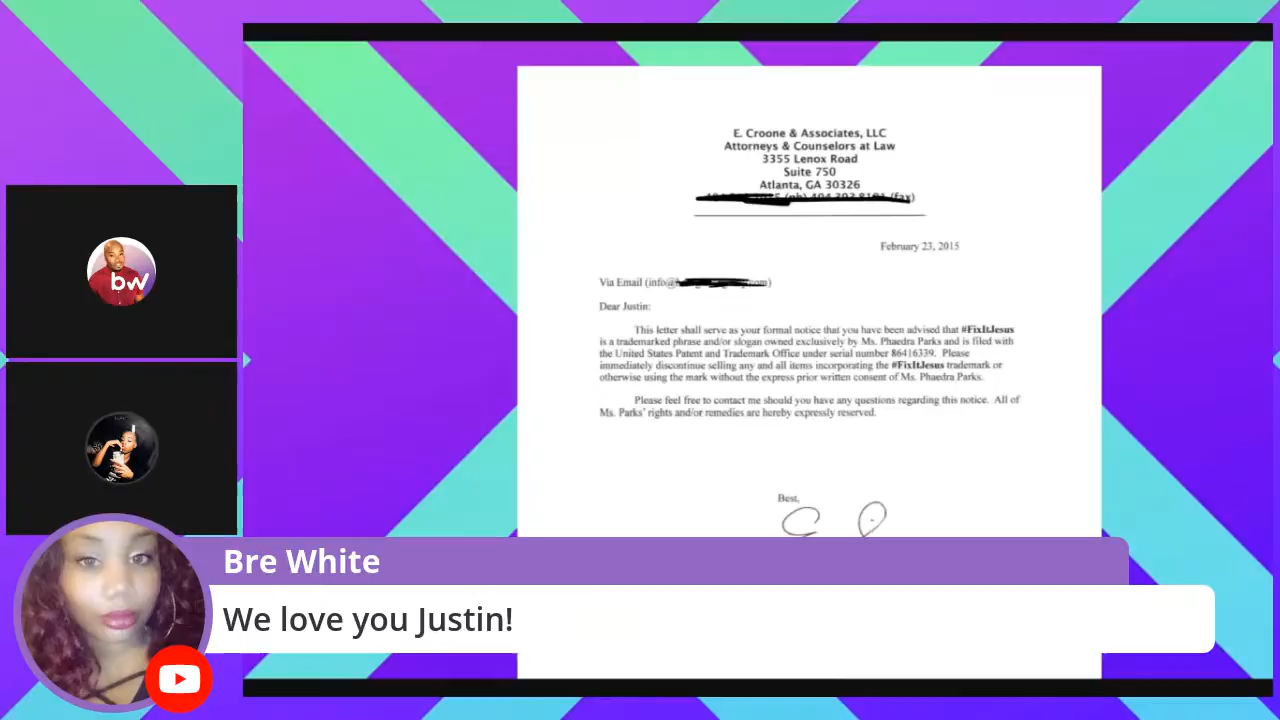 E. Croone & Associates, LLC
Attorneys & Counselors at Law
3355 Lenox Road
Suite 750
Atlanta, GA 30326
(ph) (fax)
February 23, 2015
Via Email (info@ .com)
Dear Justin:
This letter shall serve as your formal notice that you have been advised that #FixItJesus
is a trademarked phrase and/or slogan owned exclusively by Ms. Phaedra Parks and is filed with
the United States Patent and Trademark Office under serial number 86416339. Please
immediately discontinue selling any and all items incorporating the #FixItJesus trademark or
otherwise using the mark without the express prior written consent of Ms. Phaedra Parks.
Please feel free to contact me should you have any questions regarding this notice. All of
Ms. Parks' rights and/or remedies are hereby expressly reserved.
Best,
bw
Bre White
We love you Justin!